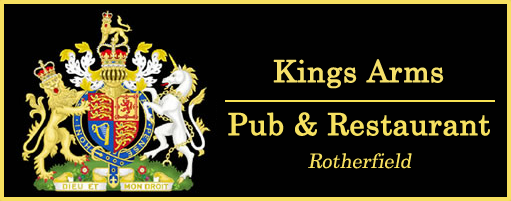 Kings Arms
Pub & Restaurant
Rotherfield
DIEU ET MON DROIT